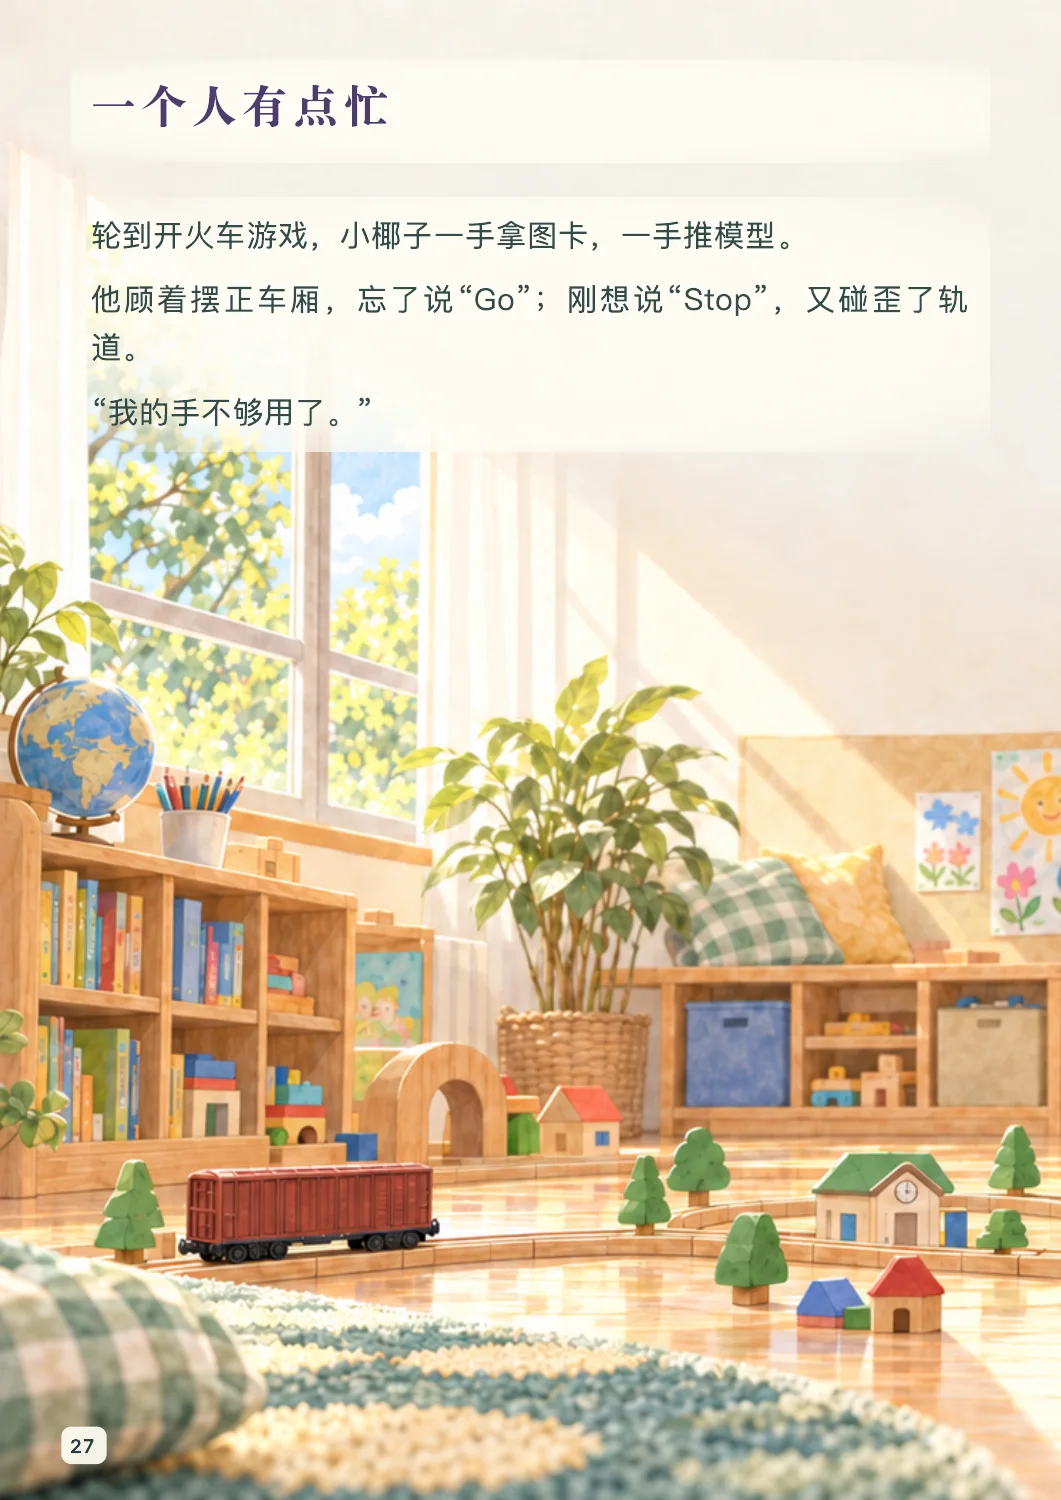 一个人有点忙
轮到开火车游戏，小椰子一手拿图卡，一手推模型。
他顾着摆正车厢，忘了说“Go”；刚想说“Stop”，又碰歪了轨
道。
“我的手不够用了。”
27